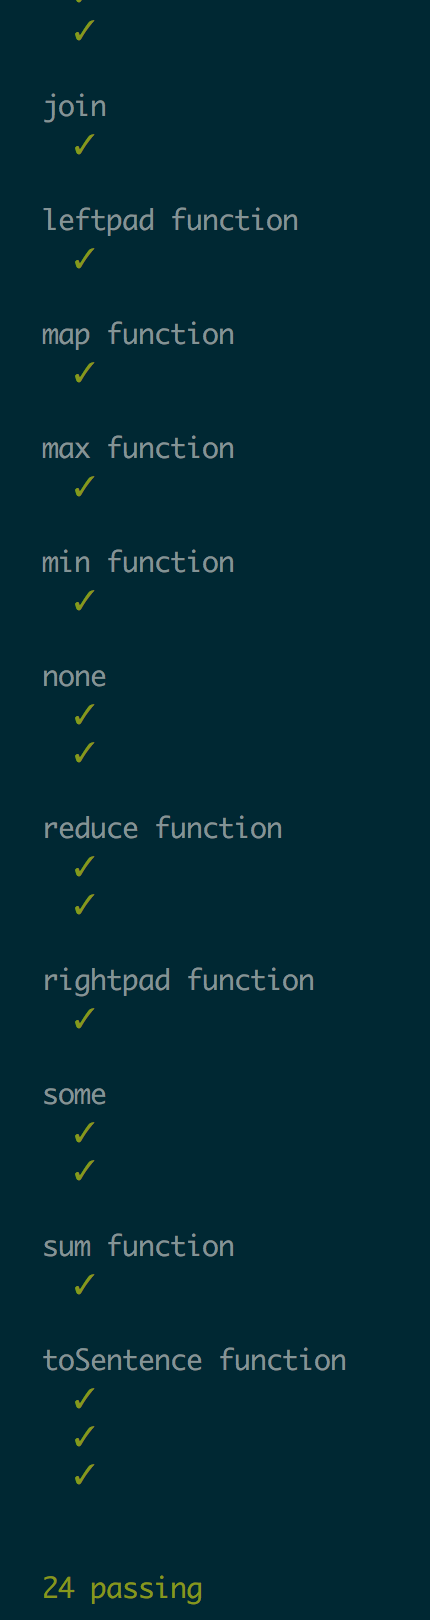 ✓
join
✓
leftpad function
✓
map function
✓
max function
✓
min function
✓
none
✓
✓
reduce function
✓
✓
rightpad function
✓
some
✓
✓
sum function
✓
toSentence function
✓
✓
✓
24 passing